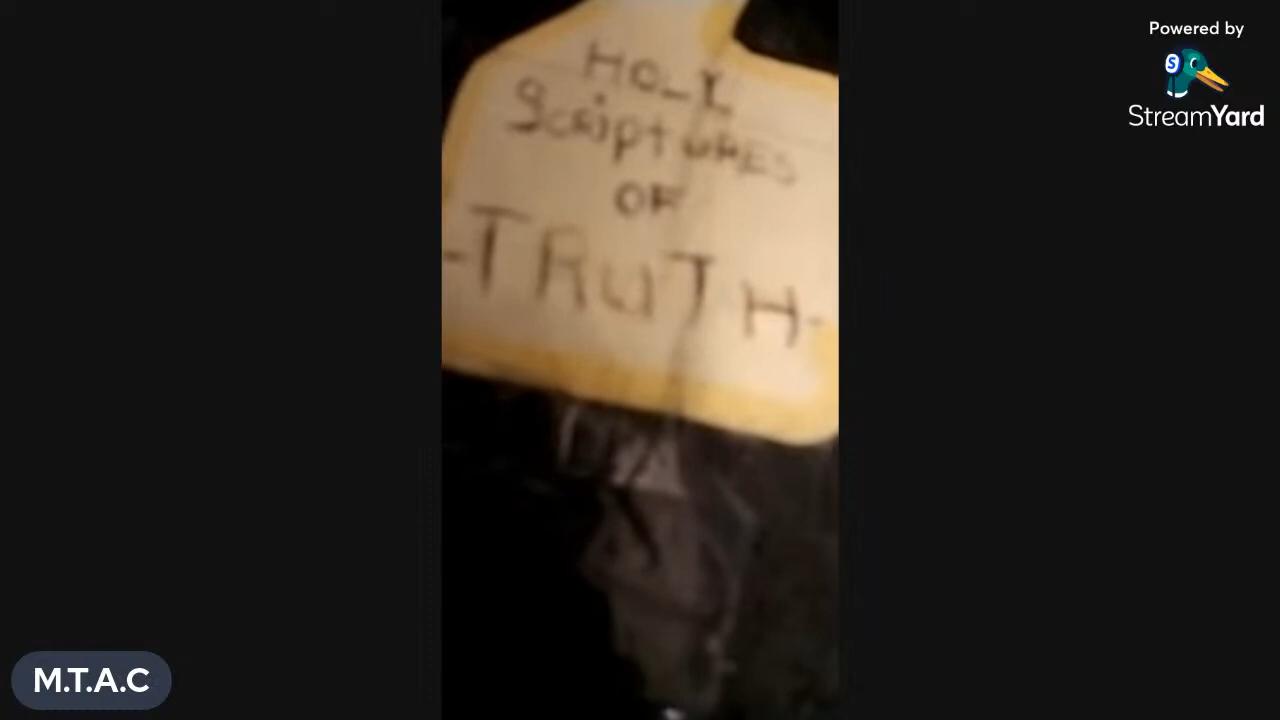 HOLY
ScRiptURES
OF
-TRuTH-
Powered by
StreamYard
M.T.A.C